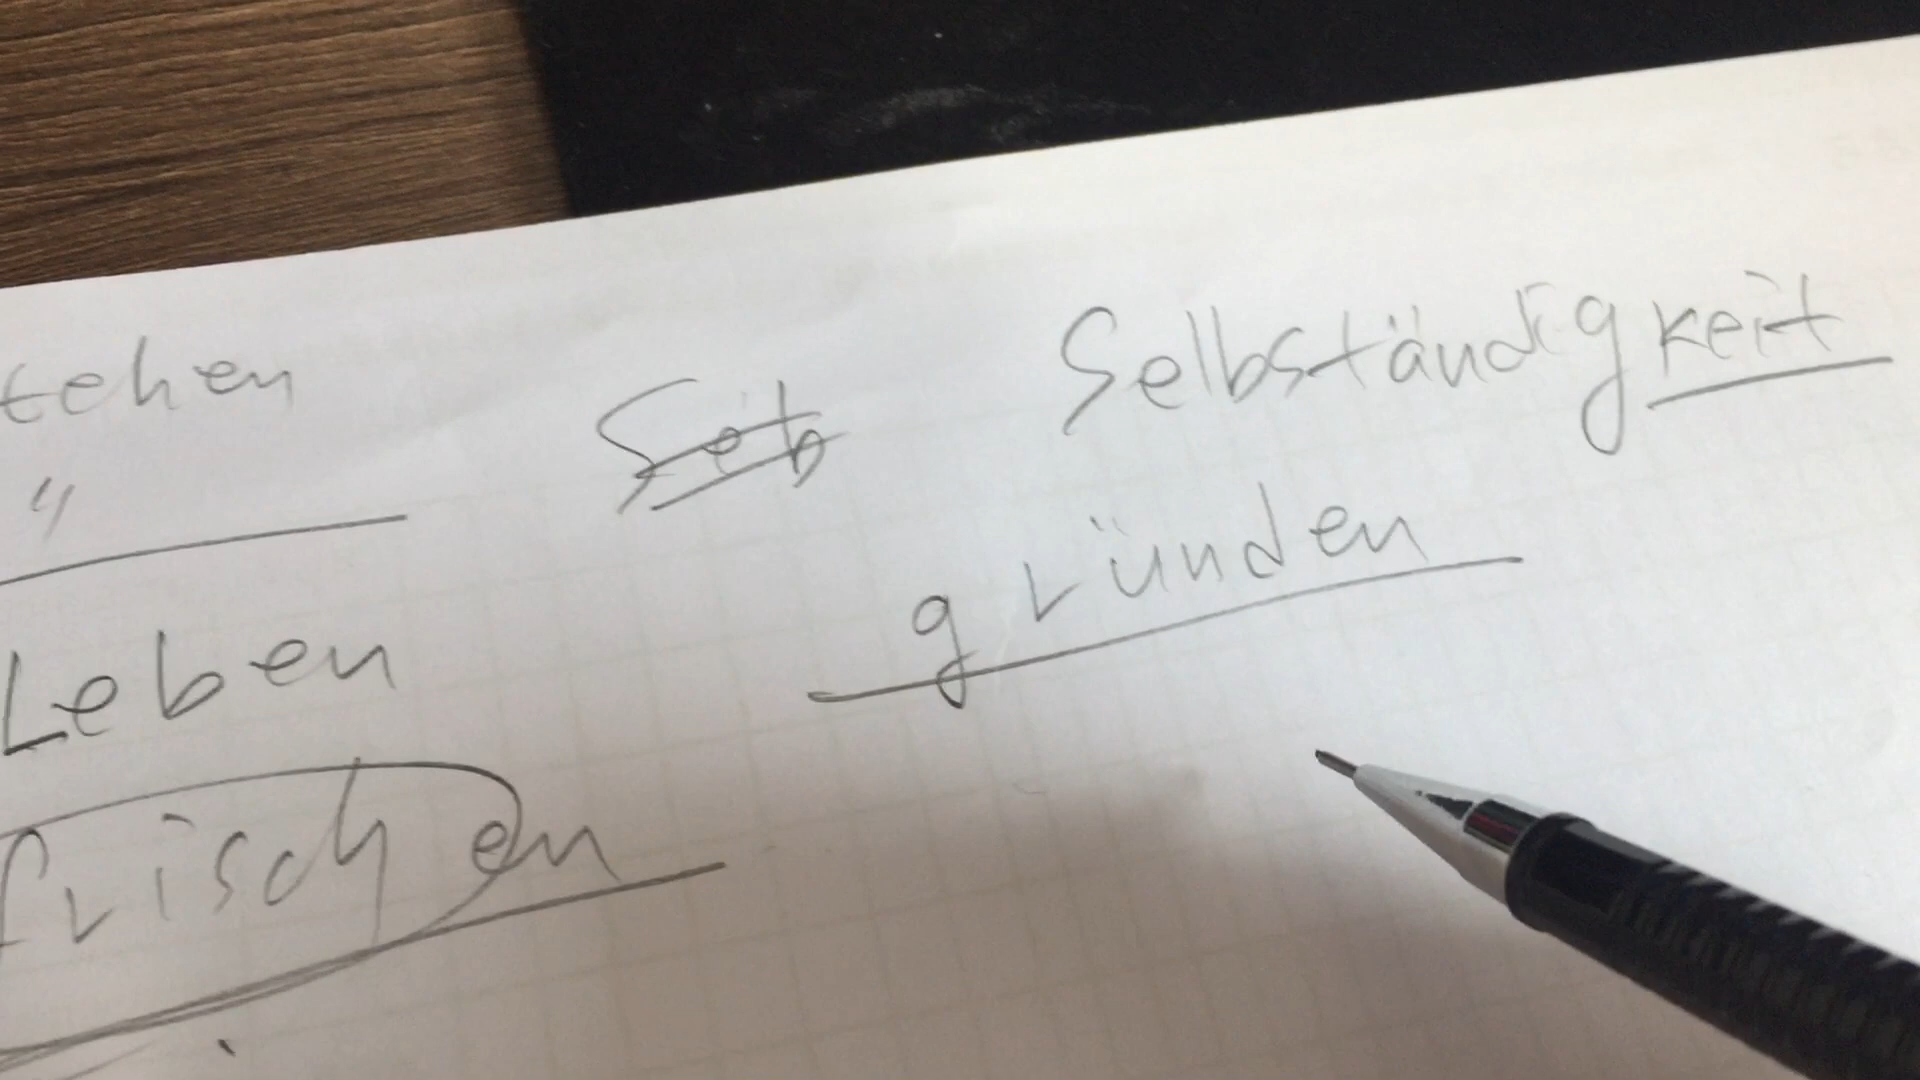 tehen
"
Leben
frischen
Selbständigkeit
gründen